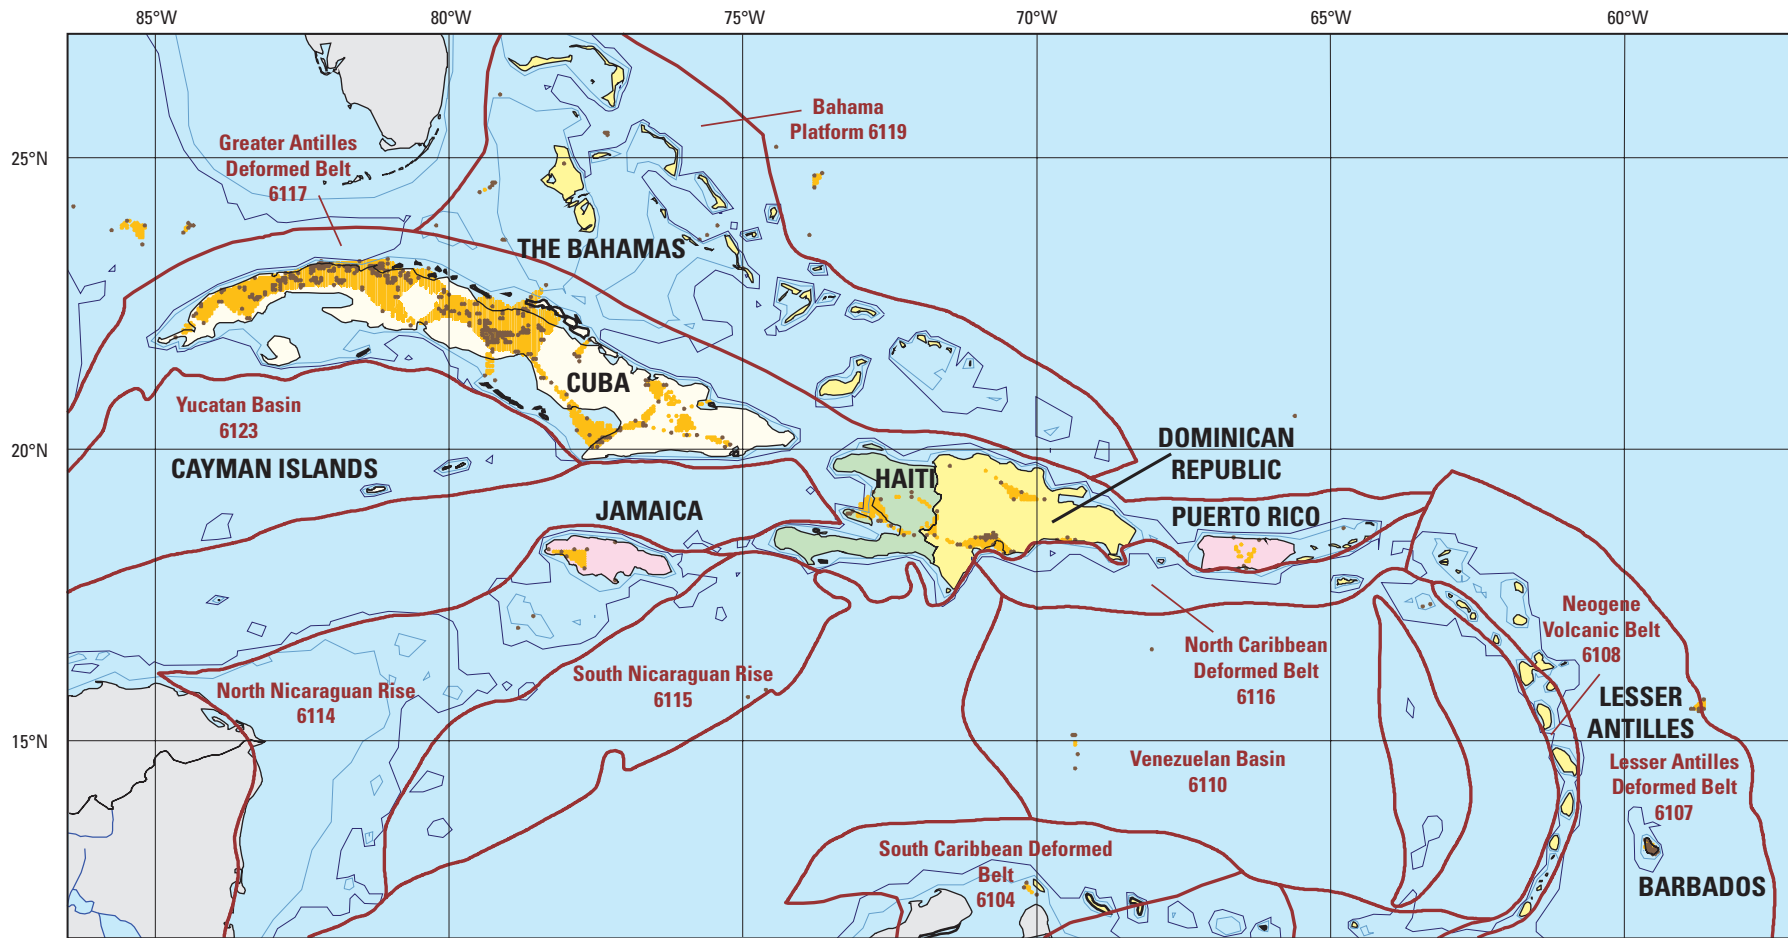 85°W
80°W
75°W
70°W
65°W
60°W
Bahama
Platform 6119
Greater Antilles
Deformed Belt
6117
25°N
THE BAHAMAS
CUBA
Yucatan Basin
6123
20°N
CAYMAN ISLANDS
DOMINICAN
REPUBLIC
HAITI
JAMAICA
PUERTO RICO
Neogene
Volcanic Belt
6108
North Caribbean
Deformed Belt
6116
South Nicaraguan Rise
6115
North Nicaraguan Rise
6114
LESSER
ANTILLES
15°N
Venezuelan Basin
6110
Lesser Antilles
Deformed Belt
6107
South Caribbean Deformed
Belt
6104
BARBADOS